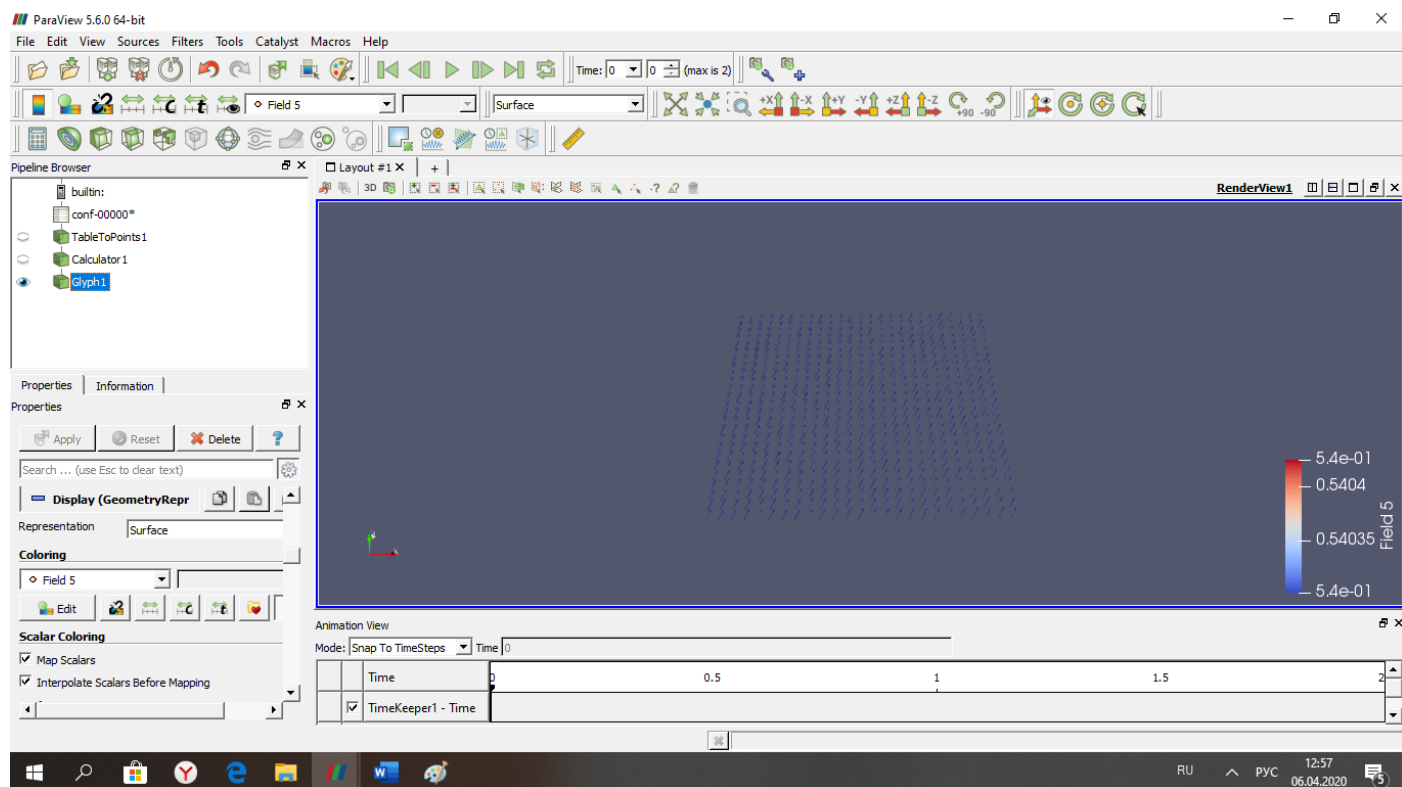 ParaView 5.6.0 64-bit
File Edit View Sources Filters Tools Catalyst Macros Help
Time: 0 0 (max is 2)
Field 5 Surface +X -X +Y -Y +Z -Z +90 -90
Pipeline Browser
Layout #1 +
3D
RenderView1
builtin:
conf-00000*
TableToPoints1
Calculator1
Glyph1
Properties Information
Properties
Apply Reset Delete ?
Search ... (use Esc to clear text)
Display (GeometryRepr
Representation Surface
Coloring
Field 5
Edit
Scalar Coloring
Map Scalars
Interpolate Scalars Before Mapping
5.4e-01
0.5404
0.54035
5.4e-01
Field 5
Animation View
Mode: Snap To TimeSteps Time 0
Time 0 0.5 1 1.5 2
TimeKeeper1 - Time
RU РУС 12:57
06.04.2020
5